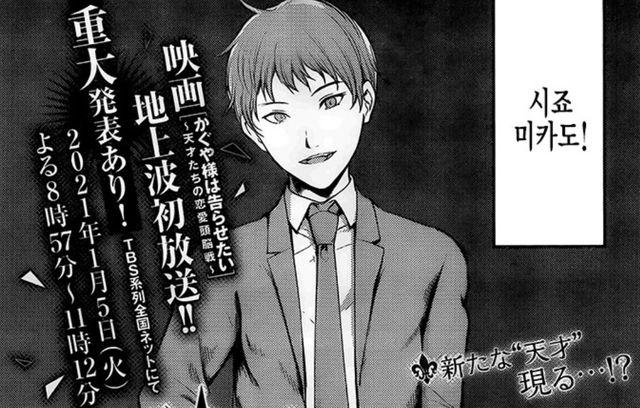 시죠
미카도!
映画「かぐや様は告らせたい
~天才たちの恋愛頭脳戦~」
地上波初放送!!
重大発表あり!
TBS系列全国ネットにて
2021年1月5日(火)
よる8時57分~11時12分
新たな“天才”
現る…!?